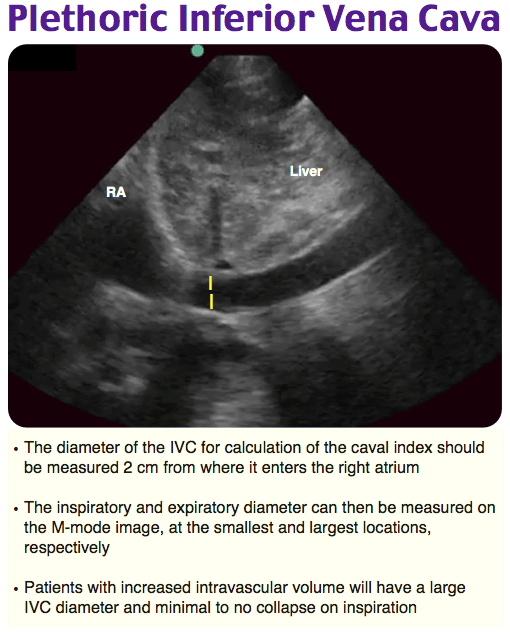 Plethoric Inferior Vena Cava
Liver
RA
• The diameter of the IVC for calculation of the caval index should
be measured 2 cm from where it enters the right atrium
• The inspiratory and expiratory diameter can then be measured on
the M-mode image, at the smallest and largest locations,
respectively
• Patients with increased intravascular volume will have a large
IVC diameter and minimal to no collapse on inspiration